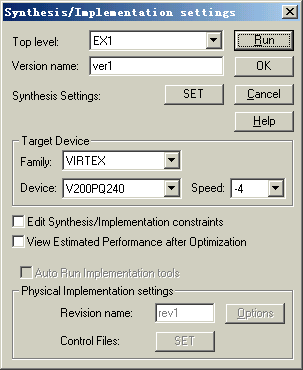 Synthesis/Implementation settings
Top level: EX1 Run
Version name: ver1 OK
Synthesis Settings: SET Cancel
Help
Target Device
Family: VIRTEX
Device: V200PQ240 Speed: -4
Edit Synthesis/Implementation constraints
View Estimated Performance after Optimization
Auto Run Implementation tools
Physical Implementation settings
Revision name: rev1 Options
Control Files: SET